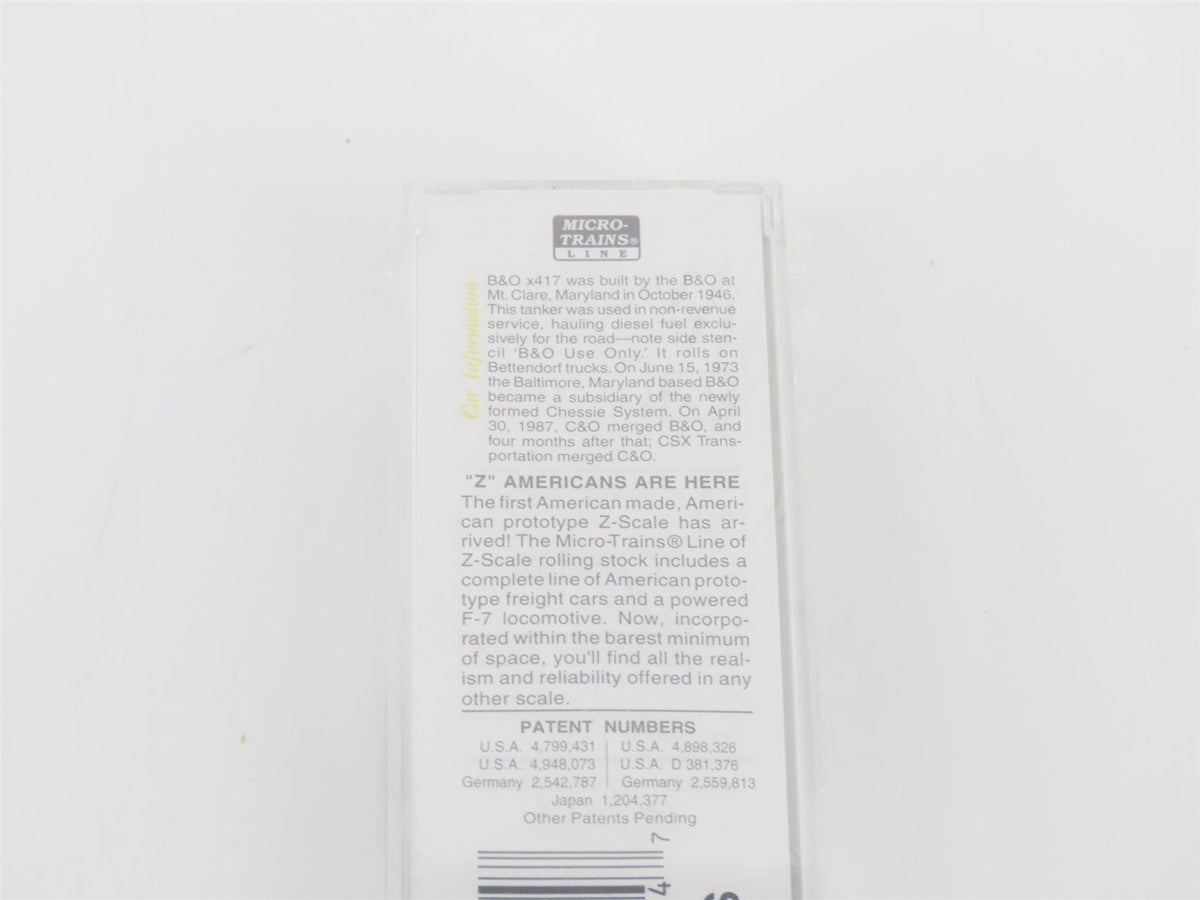 MICRO-
TRAINS®
LINE
Car Information
B&O x417 was built by the B&O at
Mt. Clare, Maryland in October 1946.
This tanker was used in non-revenue
service, hauling diesel fuel exclu-
sively for the road—note side sten-
cil 'B&O Use Only.' It rolls on
Bettendorf trucks. On June 15, 1973
the Baltimore, Maryland based B&O
became a subsidiary of the newly
formed Chessie System. On April
30, 1987, C&O merged B&O, and
four months after that; CSX Trans-
portation merged C&O.
"Z" AMERICANS ARE HERE
The first American made, Ameri-
can prototype Z-Scale has ar-
rived! The Micro-Trains® Line of
Z-Scale rolling stock includes a
complete line of American proto-
type freight cars and a powered
F-7 locomotive. Now, incorpo-
rated within the barest minimum
of space, you'll find all the real-
ism and reliability offered in any
other scale.
PATENT NUMBERS
U.S.A. 4,799,431 | U.S.A. 4,898,326
U.S.A. 4,948,073 | U.S.A. D 381,376
Germany 2,542,787 | Germany 2,559,813
Japan 1,204,377
Other Patents Pending
7
4